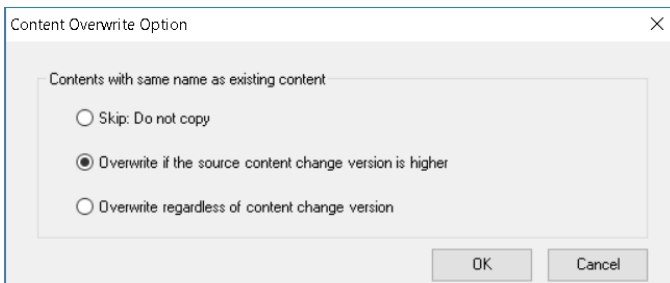 Content Overwrite Option
Contents with same name as existing content
Skip: Do not copy
Overwrite if the source content change version is higher
Overwrite regardless of content change version
OK
Cancel